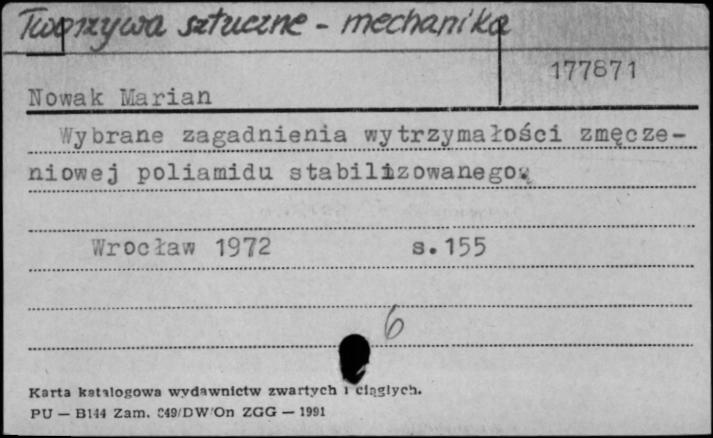 Tworzywa sztuczne - mechanika
177871
Nowak Marian
Wybrane zagadnienia wytrzymałości zmęcze-
niowej poliamidu stabilizowanego.
Wrocław 1972 s.155
6
Karta katalogowa wydawnictw zwartych i ciągłych.
PU — B144 Zam. 249/DW/On ZGG — 1991